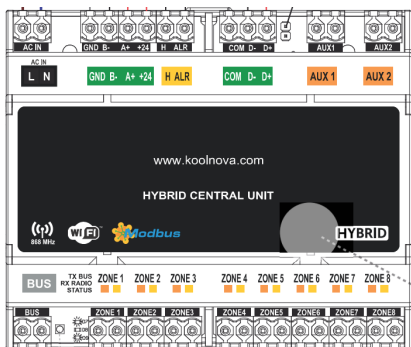 AC IN GND B- A+ +24 H ALR COM D- D+ AUX1 AUX2
AC IN
L N GND B- A+ +24 H ALR COM D- D+ AUX 1 AUX 2
www.koolnova.com
HYBRID CENTRAL UNIT
868 MHz WiFi Modbus HYBRID
BUS
TX BUS ZONE 1 ZONE 2 ZONE 3 ZONE 4 ZONE 5 ZONE 6 ZONE 7 ZONE 8
RX RADIO
STATUS
BUS ZONE 1 ZONE2 ZONE3 ZONE4 ZONE5 ZONE6 ZONE7 ZONE8